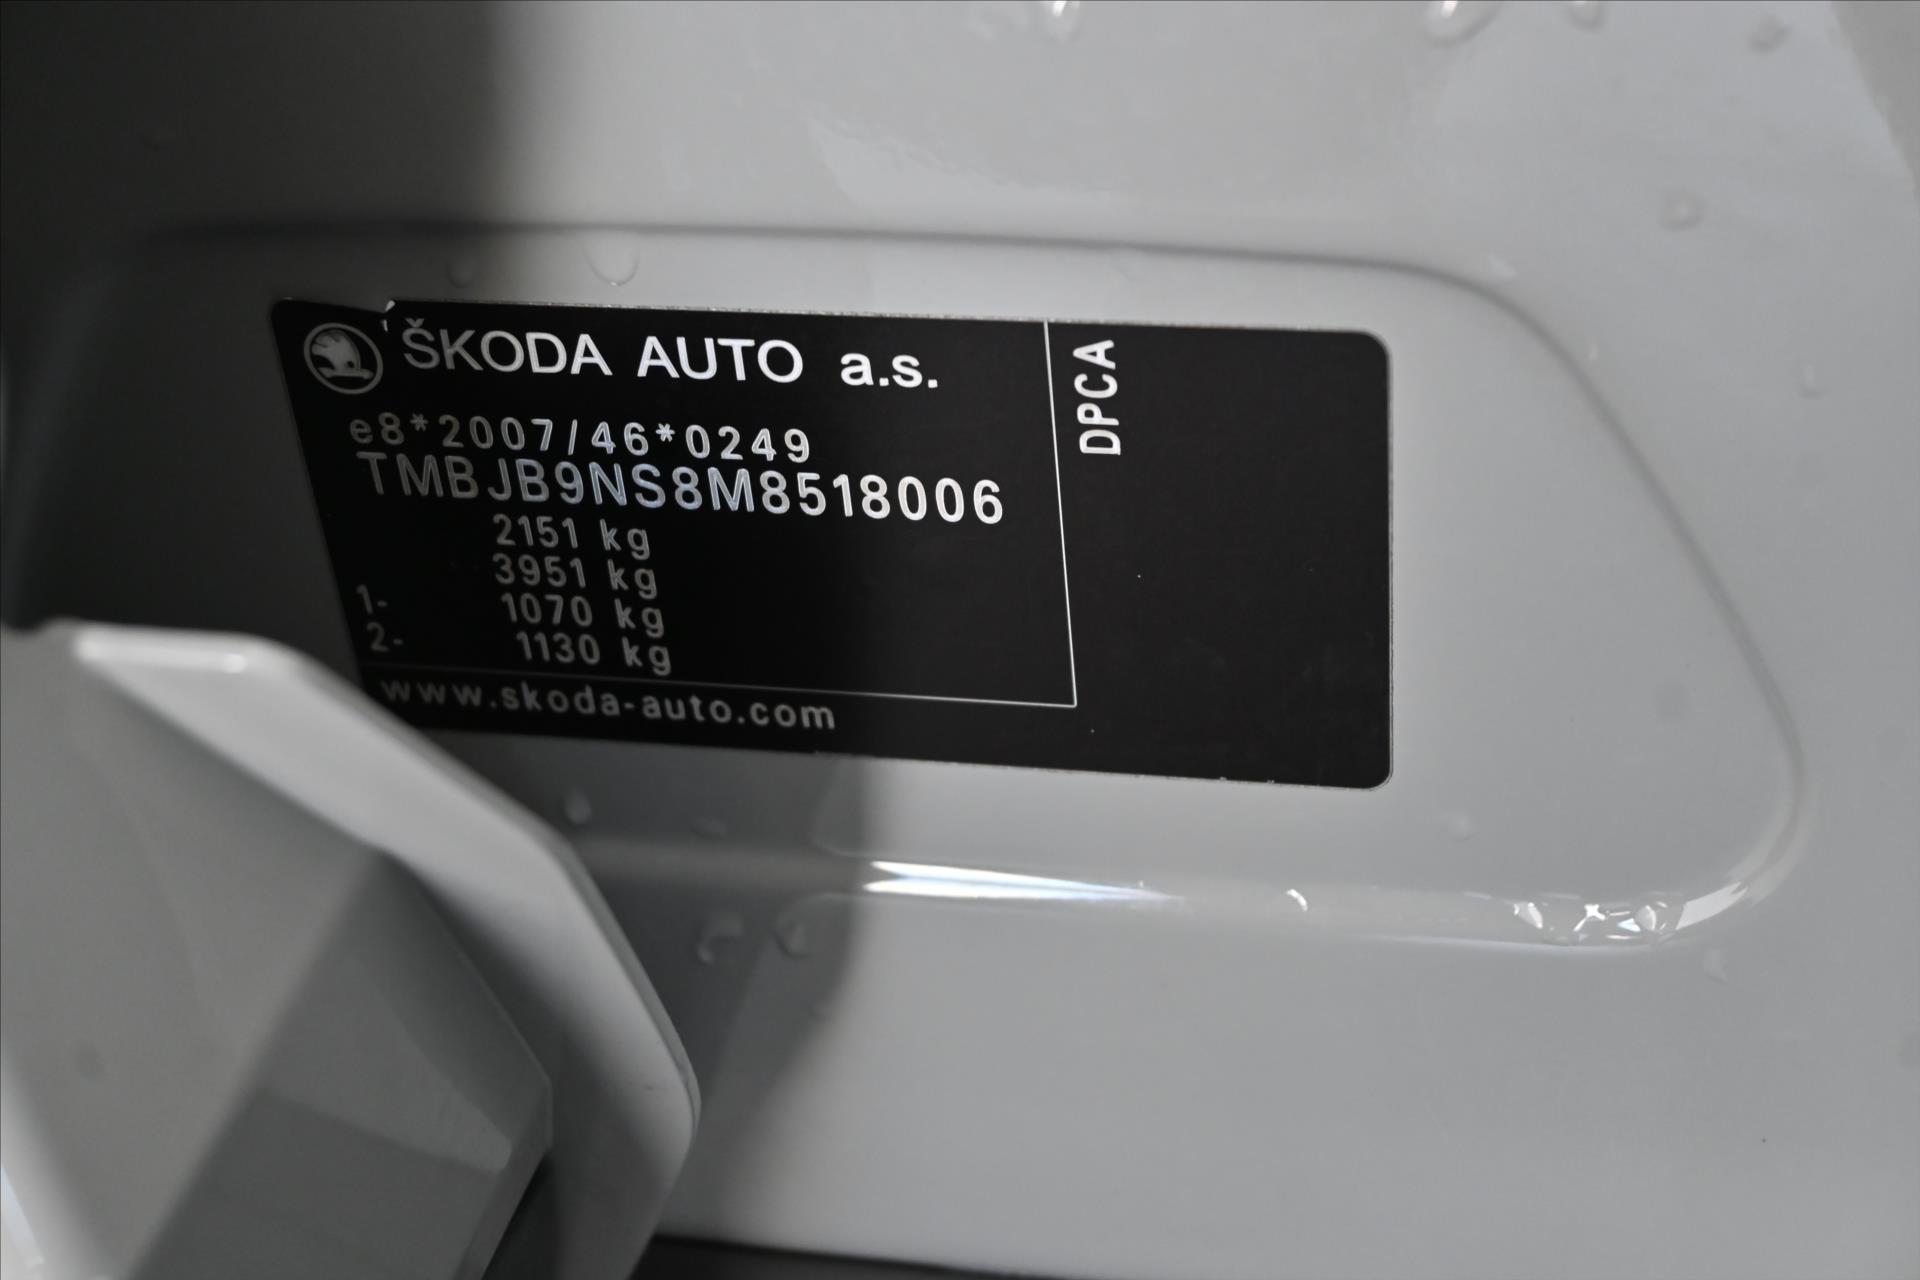 ŠKODA AUTO a.s.
e8*2007/46*0249
TMBJB9NS8M8518006
2151 kg
3951 kg
1- 1070 kg
2- 1130 kg
www.skoda-auto.com
DPCA